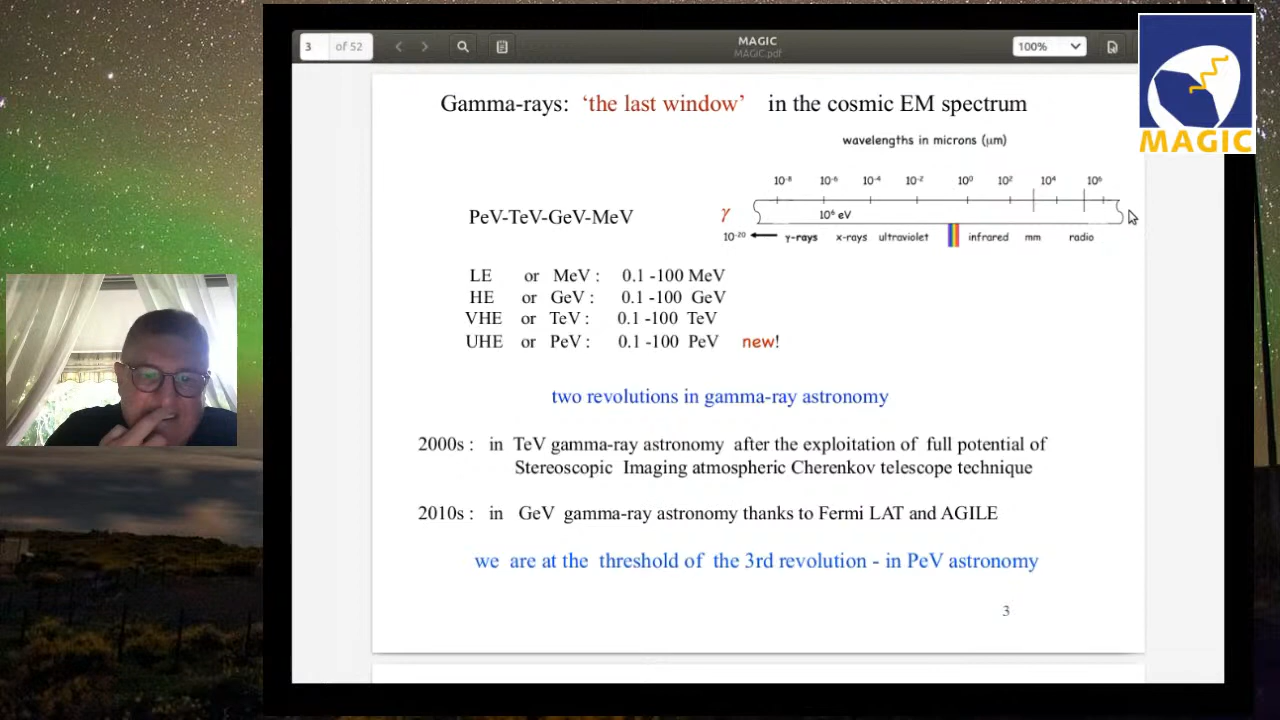 3 of 52
MAGIC
MAGIC.pdf
100%
MAGIC
Gamma-rays: ‘the last window’ in the cosmic EM spectrum
wavelengths in microns (μm)
10-8 10-6 10-4 10-2 100 102 104 106
PeV-TeV-GeV-MeV
γ
106 eV
10-20 γ-rays x-rays ultraviolet infrared mm radio
LE or MeV : 0.1 -100 MeV
HE or GeV : 0.1 -100 GeV
VHE or TeV : 0.1 -100 TeV
UHE or PeV : 0.1 -100 PeV new!
two revolutions in gamma-ray astronomy
2000s : in TeV gamma-ray astronomy after the exploitation of full potential of
Stereoscopic Imaging atmospheric Cherenkov telescope technique
2010s : in GeV gamma-ray astronomy thanks to Fermi LAT and AGILE
we are at the threshold of the 3rd revolution - in PeV astronomy
3